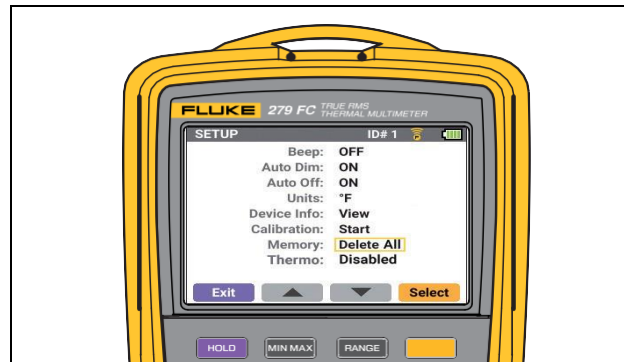 FLUKE 279 FC TRUE RMS
THERMAL MULTIMETER
SETUP ID# 1
Beep: OFF
Auto Dim: ON
Auto Off: ON
Units: °F
Device Info: View
Calibration: Start
Memory: Delete All
Thermo: Disabled
Exit Select
HOLD MIN MAX RANGE